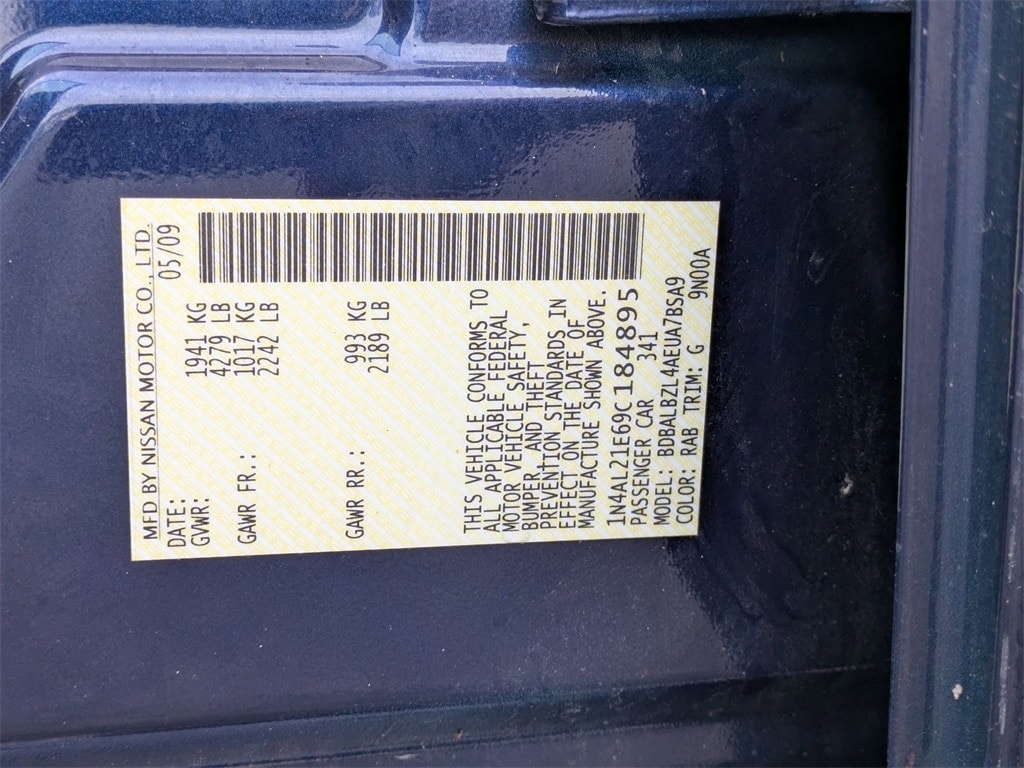 MFD BY NISSAN MOTOR CO., LTD.
DATE: 05/09
GVWR: 1941 KG
4279 LB
GAWR FR.: 1017 KG
2242 LB
GAWR RR.: 993 KG
2189 LB
THIS VEHICLE CONFORMS TO
ALL APPLICABLE FEDERAL
MOTOR VEHICLE SAFETY,
BUMPER, AND THEFT
PREVENTION STANDARDS IN
EFFECT ON THE DATE OF
MANUFACTURE SHOWN ABOVE.
1N4AL21E69C184895
PASSENGER CAR 341
MODEL: BDBALBZL4AEUA7BSA9
COLOR: RAB TRIM: G 9N00A